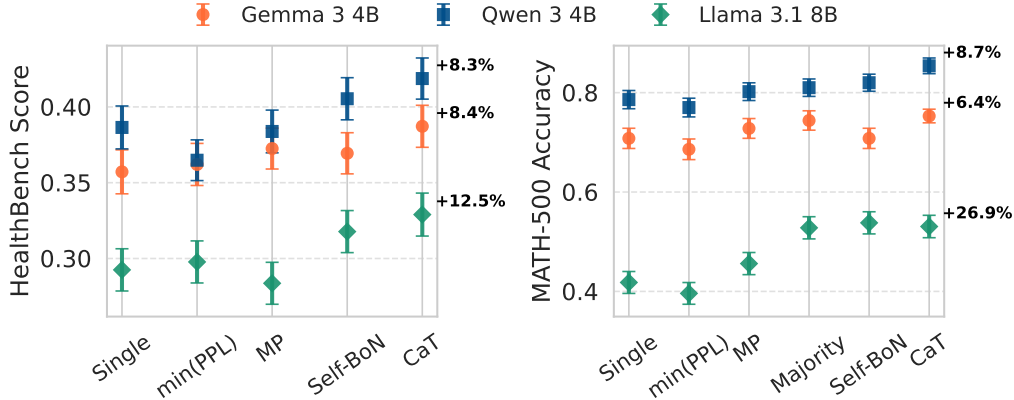 Gemma 3 4B Qwen 3 4B Llama 3.1 8B
HealthBench Score
0.40
0.35
0.30
+8.3%
+8.4%
+12.5%
Single min(PPL) MP Self-BoN CaT
MATH-500 Accuracy
0.8
0.6
0.4
+8.7%
+6.4%
+26.9%
Single min(PPL) MP Majority Self-BoN CaT